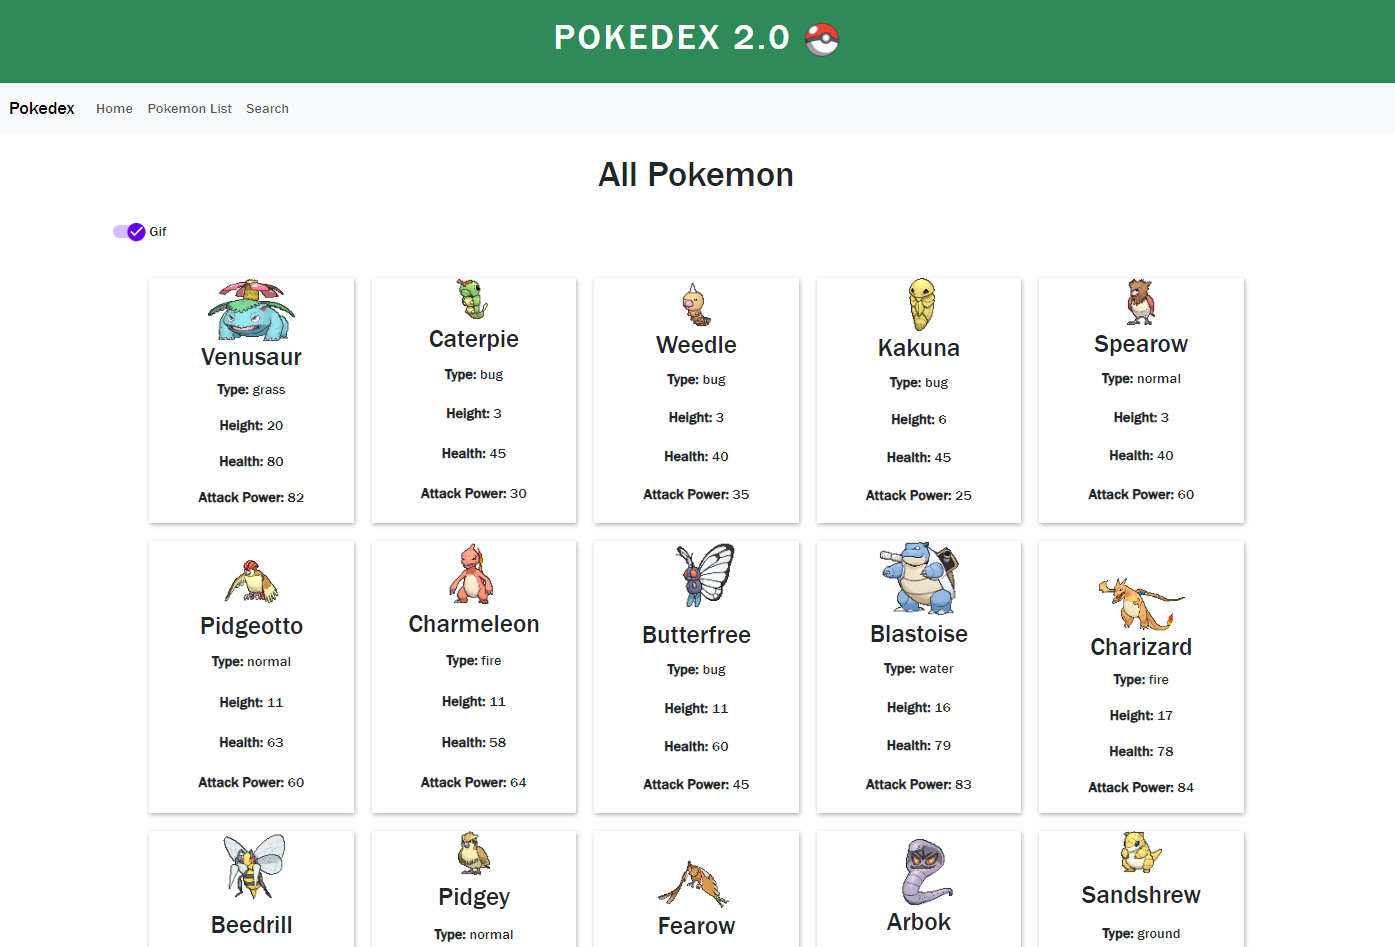 POKEDEX 2.0
Pokedex Home Pokemon List Search
All Pokemon
Gif
Venusaur
Type: grass
Height: 20
Health: 80
Attack Power: 82
Caterpie
Type: bug
Height: 3
Health: 45
Attack Power: 30
Weedle
Type: bug
Height: 3
Health: 40
Attack Power: 35
Kakuna
Type: bug
Height: 6
Health: 45
Attack Power: 25
Spearow
Type: normal
Height: 3
Health: 40
Attack Power: 60
Pidgeotto
Type: normal
Height: 11
Health: 63
Attack Power: 60
Charmeleon
Type: fire
Height: 11
Health: 58
Attack Power: 64
Butterfree
Type: bug
Height: 11
Health: 60
Attack Power: 45
Blastoise
Type: water
Height: 16
Health: 79
Attack Power: 83
Charizard
Type: fire
Height: 17
Health: 78
Attack Power: 84
Beedrill
Pidgey
Type: normal
Fearow
Arbok
Sandshrew
Type: ground